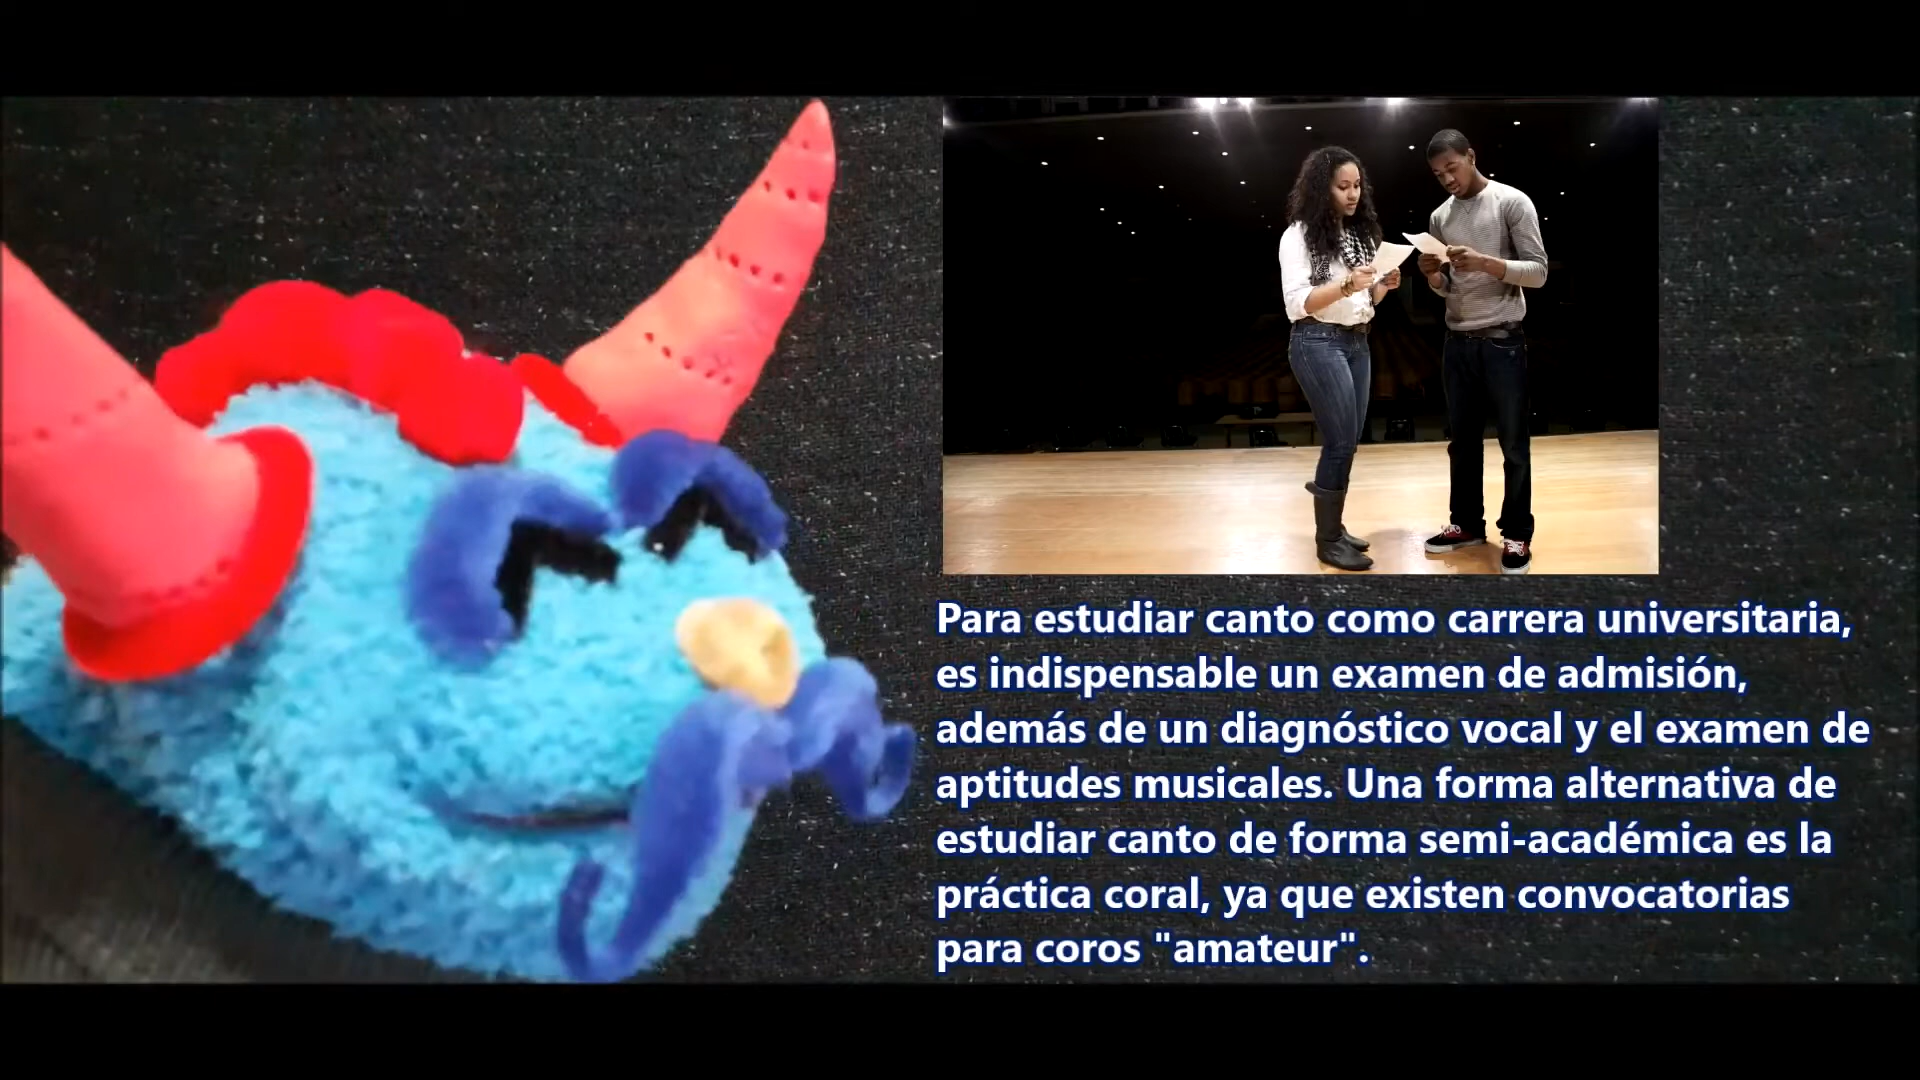 Para estudiar canto como carrera universitaria,
es indispensable un examen de admisión,
además de un diagnóstico vocal y el examen de
aptitudes musicales. Una forma alternativa de
estudiar canto de forma semi-académica es la
práctica coral, ya que existen convocatorias
para coros "amateur".